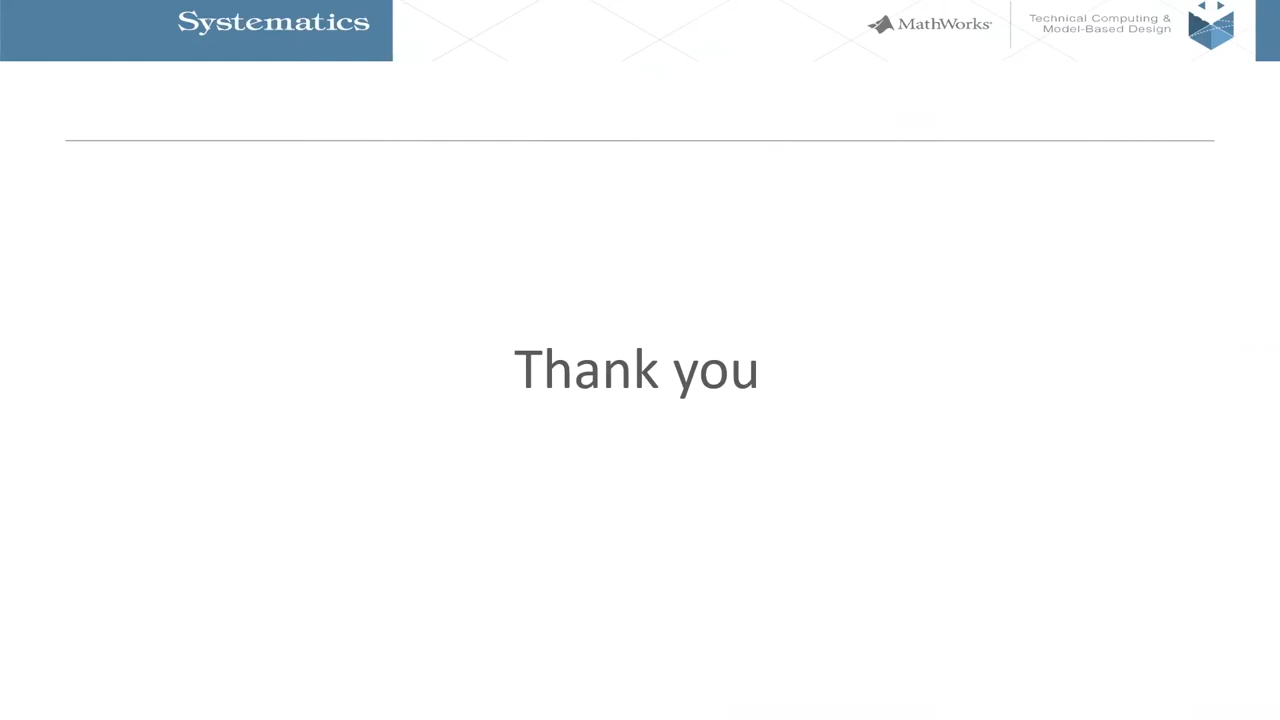 Systematics
MathWorks
Technical Computing &
Model-Based Design
Thank you